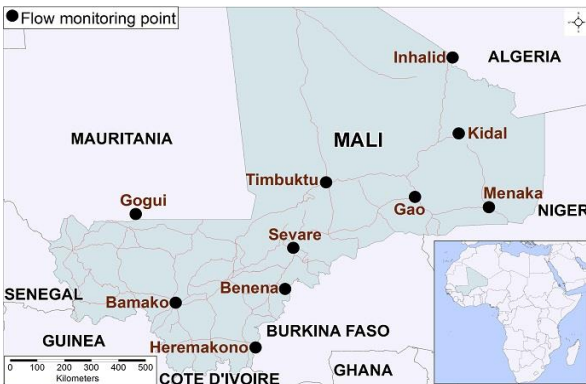 Flow monitoring point
ALGERIA
Inhalid
MAURITANIA
MALI
Kidal
Timbuktu
Gogui
Gao
Menaka
NIGER
Sevare
SENEGAL
Bamako
Benena
BURKINA FASO
GUINEA
Heremakono
GHANA
0 100 200 300 400 500
Kilometers
COTE D'IVOIRE